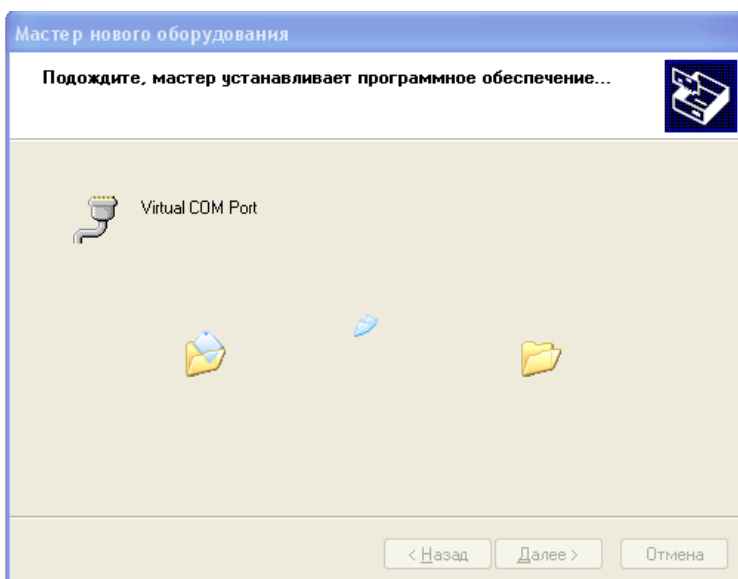 Мастер нового оборудования
Подождите, мастер устанавливает программное обеспечение...
Virtual COM Port
< Назад
Далее >
Отмена